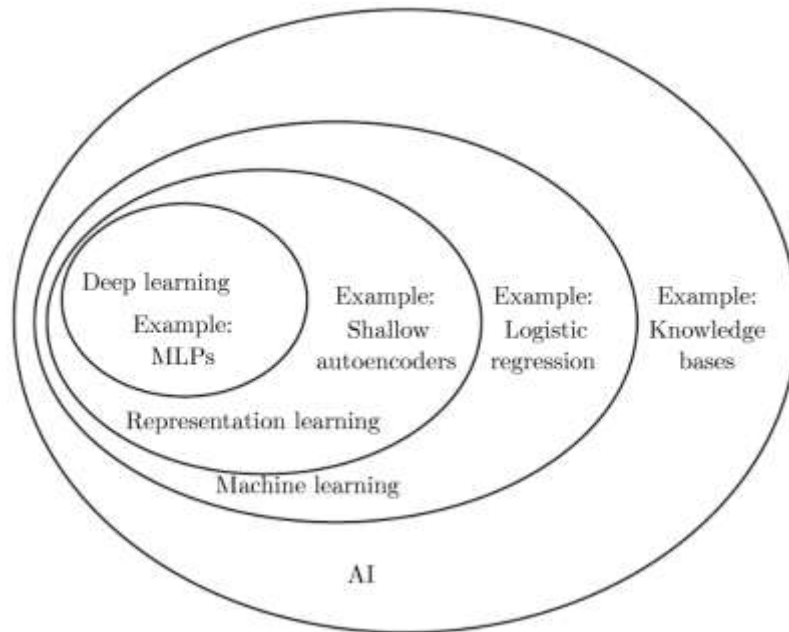 Deep learning
Example:
MLPs
Example:
Shallow
autoencoders
Example:
Logistic
regression
Example:
Knowledge
bases
Representation learning
Machine learning
AI